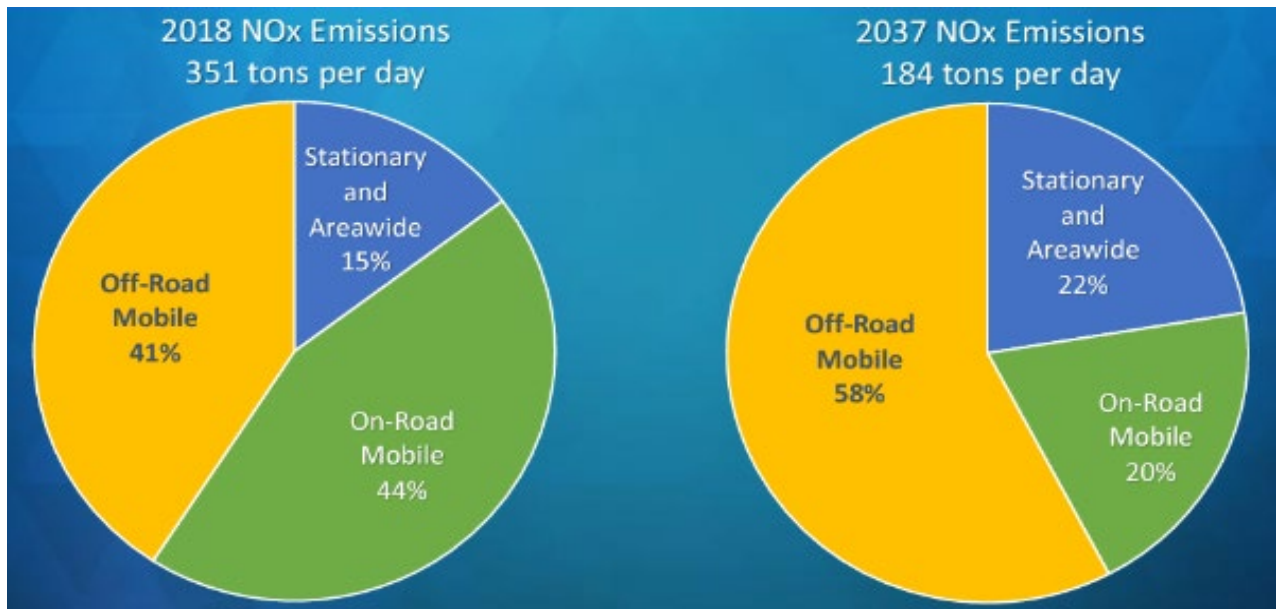 2018 NOx Emissions
351 tons per day
Stationary
and
Areawide
15%
Off-Road
Mobile
41%
On-Road
Mobile
44%
2037 NOx Emissions
184 tons per day
Stationary
and
Areawide
22%
Off-Road
Mobile
58%
On-Road
Mobile
20%